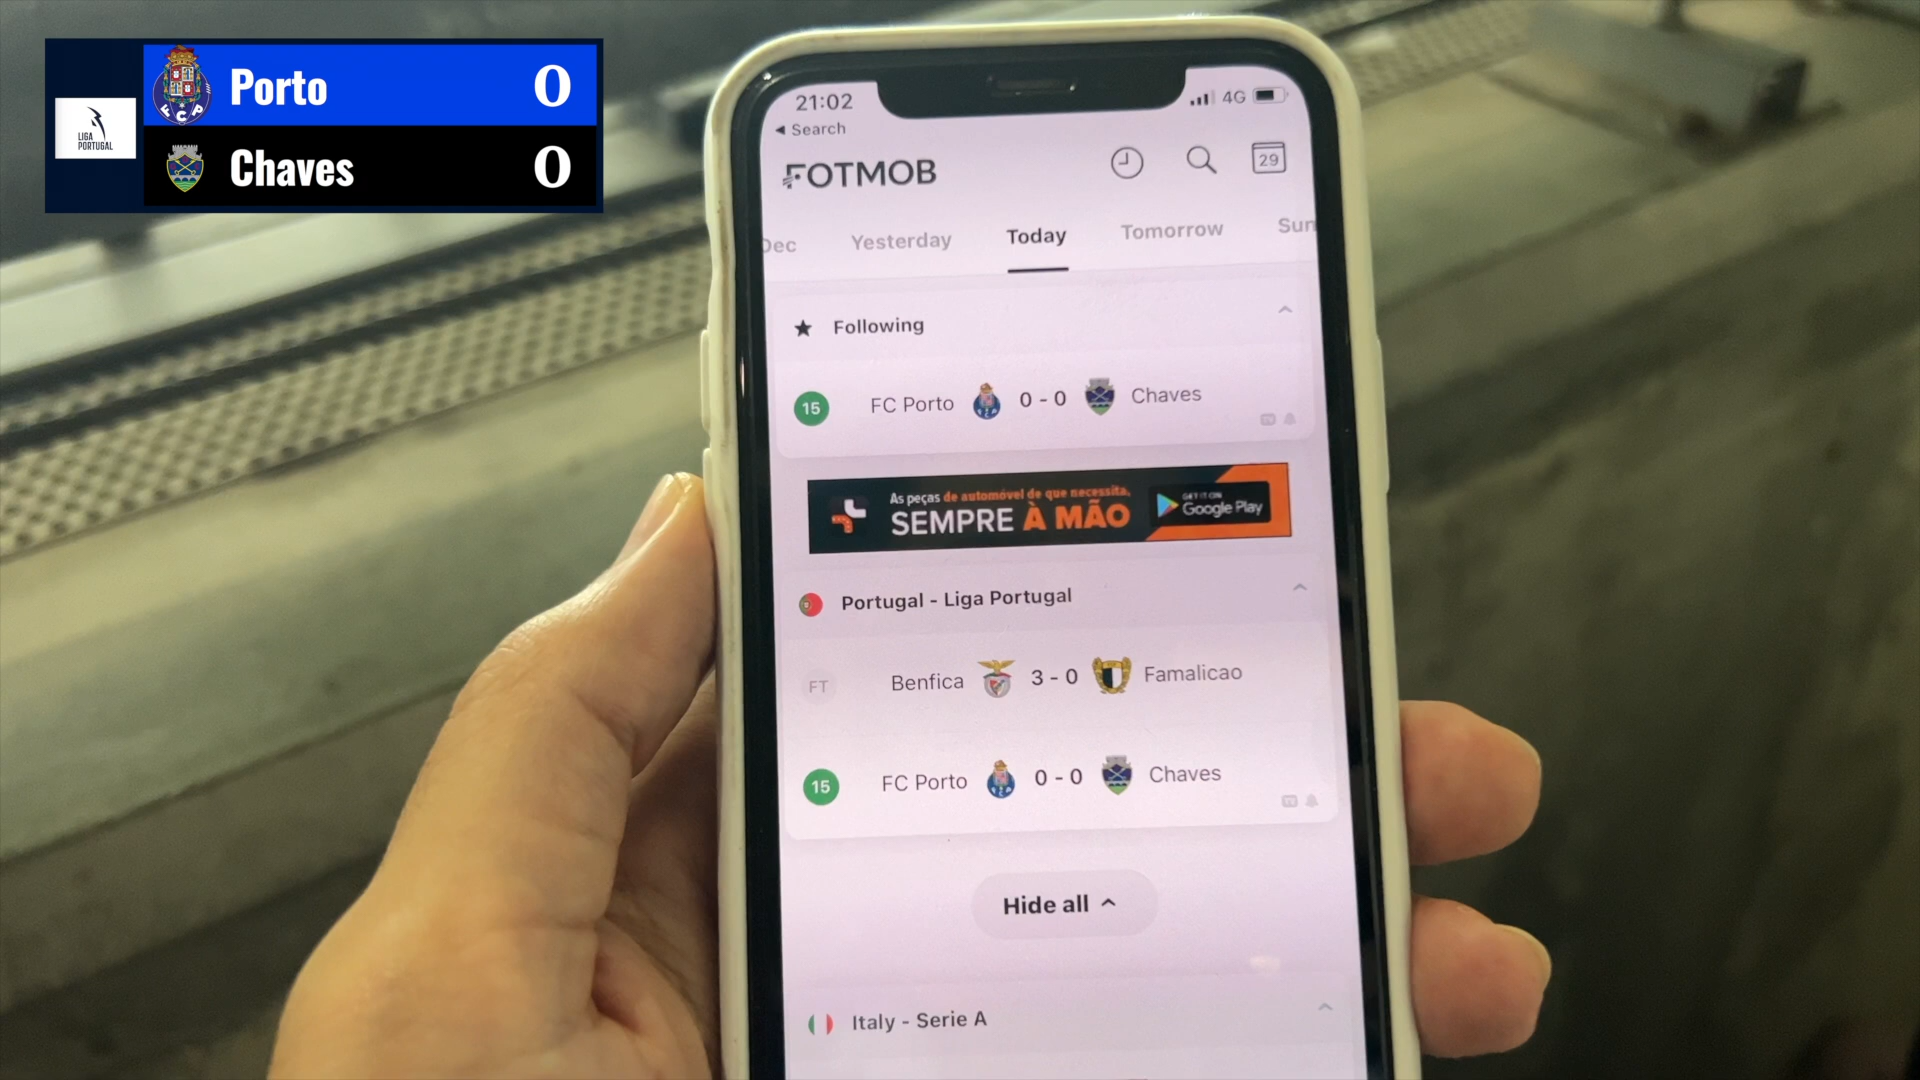 Porto 0
LIGA
PORTUGAL
FCP
Chaves 0
21:02
4G
◄ Search
FOTMOB
29
Dec Yesterday Today Tomorrow Sun
Following
15 FC Porto 0 - 0 Chaves
As peças de automóvel de que necessita,
SEMPRE À MÃO
GET IT ON
Google Play
Portugal - Liga Portugal
FT Benfica 3 - 0 Famalicao
15 FC Porto 0 - 0 Chaves
Hide all
Italy - Serie A